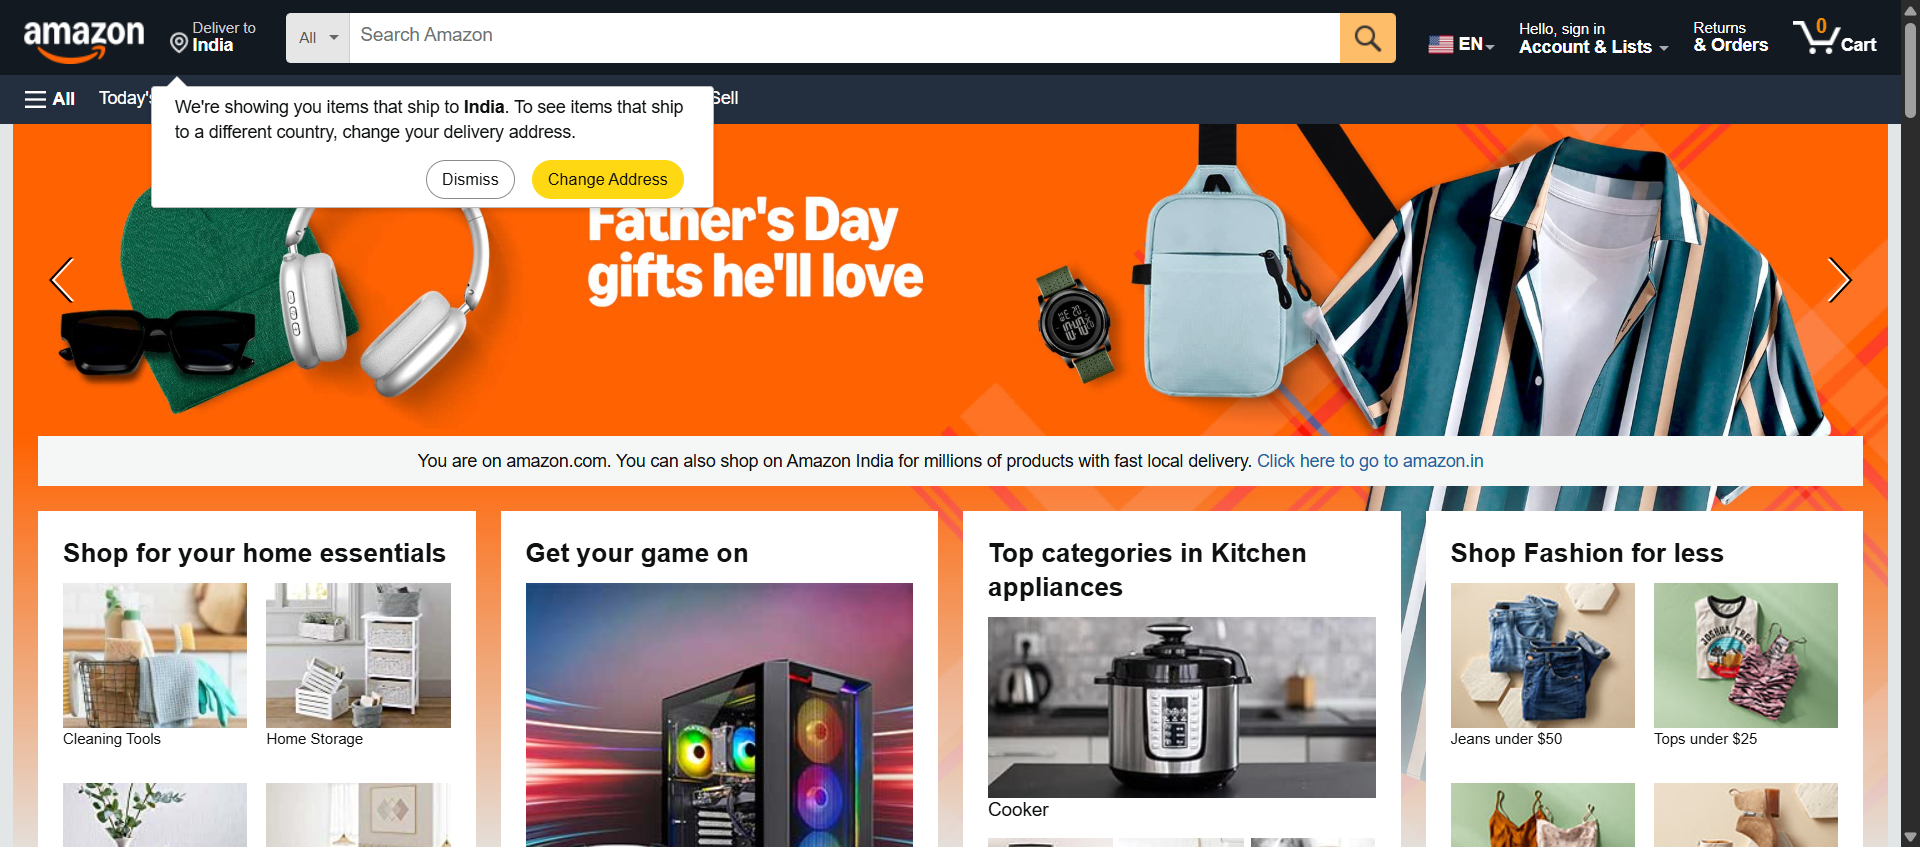 amazon
Deliver to
India
All
Search Amazon
EN
Hello, sign in
Account & Lists
Returns
& Orders
0
Cart
All
Today's
Sell
We're showing you items that ship to India. To see items that ship
to a different country, change your delivery address.
Dismiss
Change Address
Father's Day
gifts he'll love
You are on amazon.com. You can also shop on Amazon India for millions of products with fast local delivery. Click here to go to amazon.in
Shop for your home essentials
Cleaning Tools
Home Storage
Get your game on
Top categories in Kitchen
appliances
Cooker
Shop Fashion for less
JOSHUA TREE
Jeans under $50
Tops under $25